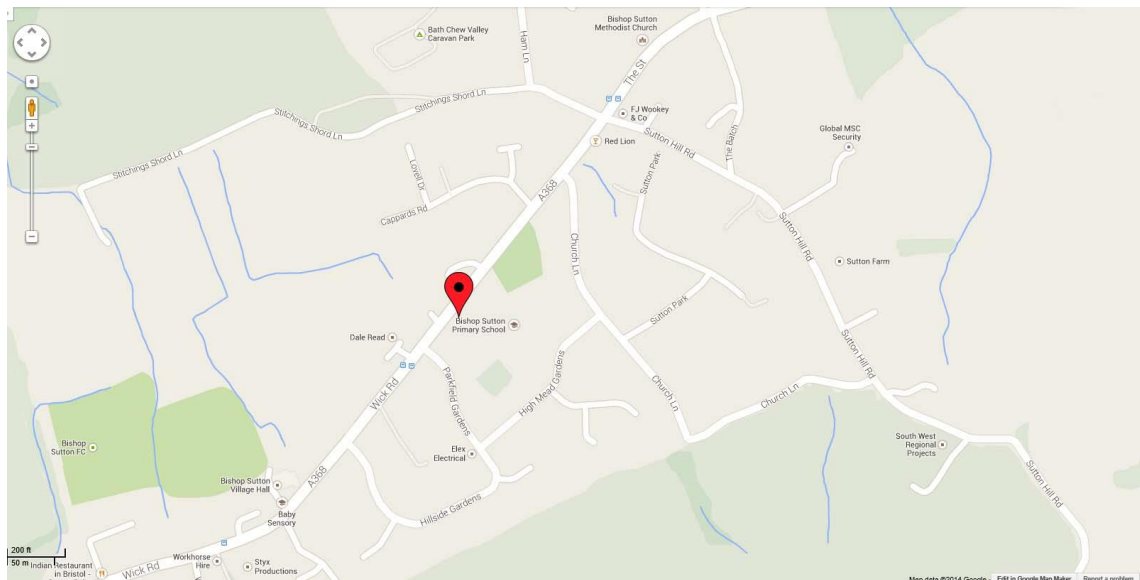 Bath Chew Valley
Caravan Park
Bishop Sutton
Methodist Church
Ham Ln
The St
Stitchings Shord Ln
FJ Wookey
& Co
Global MSC
Security
Red Lion
Sutton Hill Rd
The Batch
Stitchings Shord Ln
Stitchings Shord Ln
Lovell Dr
Sutton Park
A368
Cappards Rd
Church Ln
Sutton Hill Rd
Sutton Farm
Bishop Sutton
Primary School
Sutton Park
Dale Read
Sutton Hill Rd
High Mead Gardens
Parkfield Gardens
Wick Rd
Church Ln
Church Ln
Bishop
Sutton FC
Elex
Electrical
South West
Regional
Projects
Sutton Hill Rd
Bishop Sutton
Village Hall
A368
Baby
Sensory
Hillside Gardens
200 ft
50 m
Indian Restaurant
in Bristol -
Workhorse
Hire
Styx
Productions
Wick Rd
Map data ©2014 Google
Edit in Google Map Maker
Report a problem